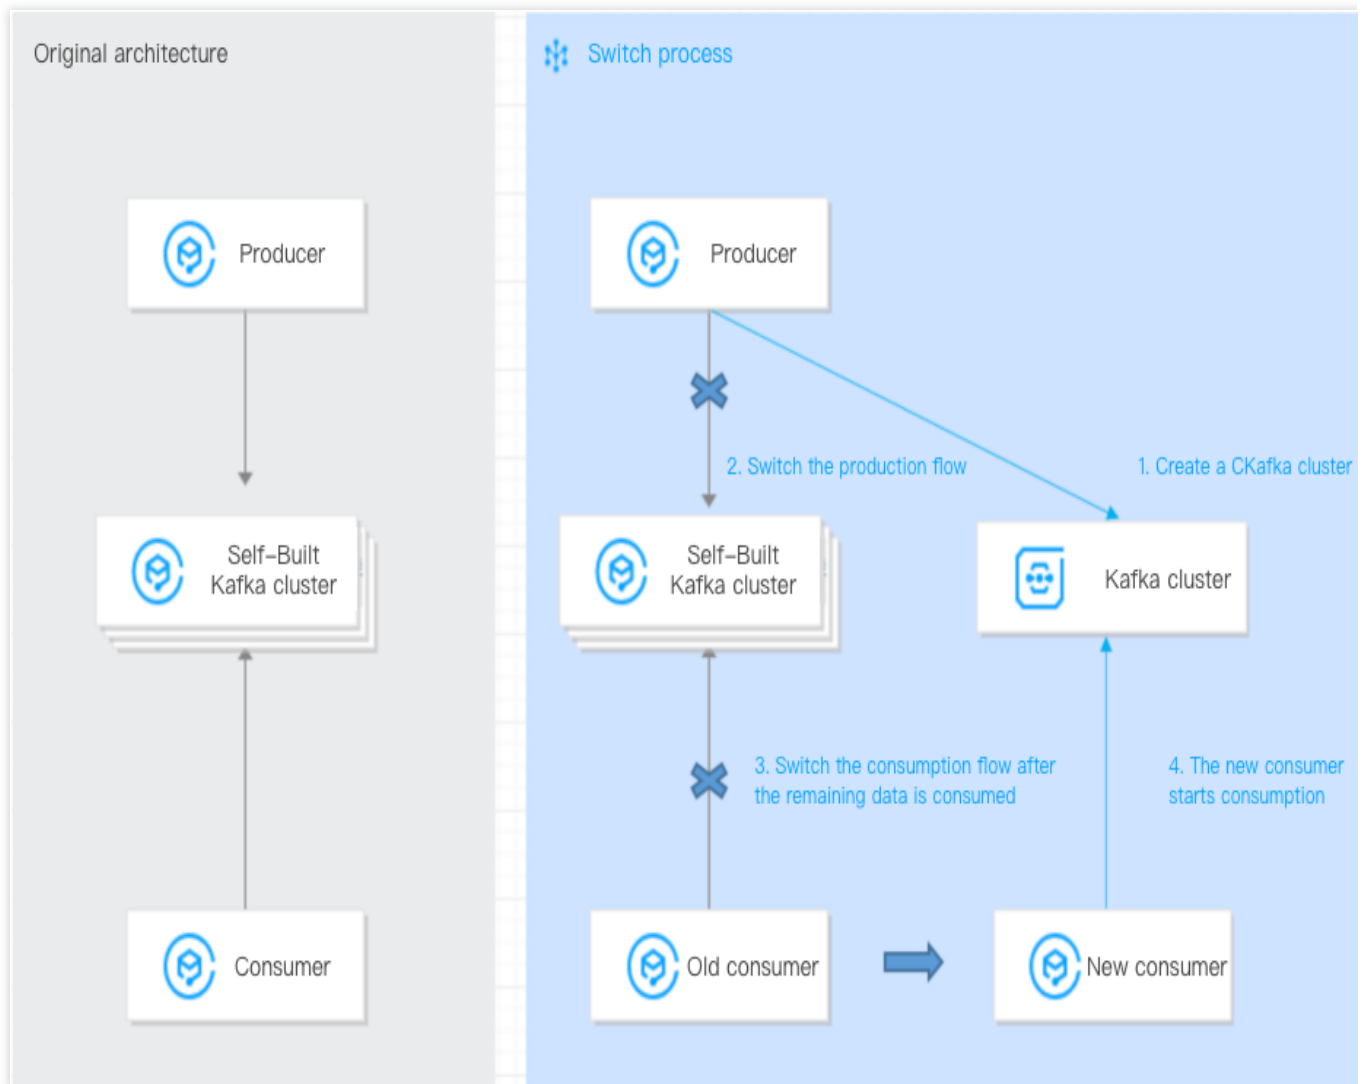 Original architecture
Producer
Self-Built
Kafka cluster
Consumer
Switch process
Producer
2. Switch the production flow
1. Create a CKafka cluster
Self-Built
Kafka cluster
Kafka cluster
3. Switch the consumption flow after
the remaining data is consumed
4. The new consumer
starts consumption
Old consumer
New consumer